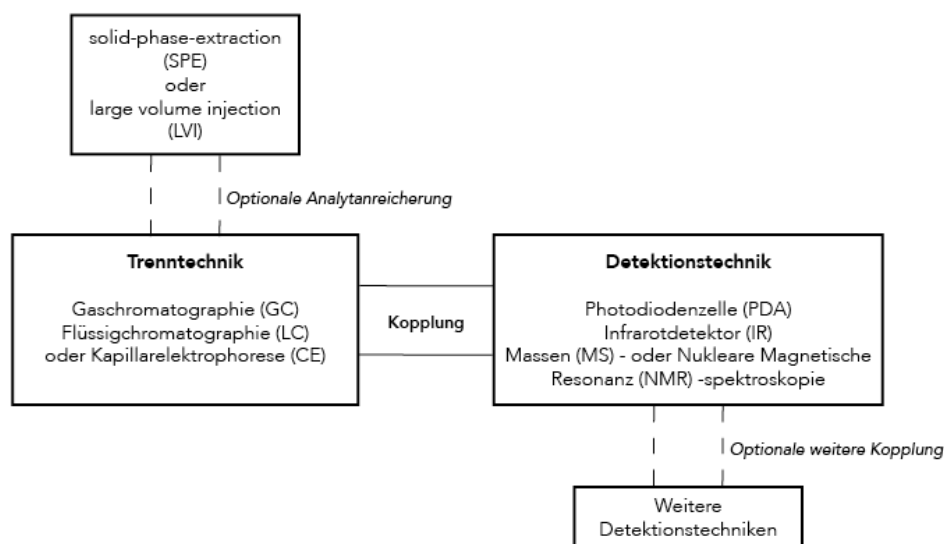 solid-phase-extraction
(SPE)
oder
large volume injection
(LVI)
Optionale Analytanreicherung
Trenntechnik
Gaschromatographie (GC)
Flüssigchromatographie (LC)
oder Kapillarelektrophorese (CE)
Kopplung
Detektionstechnik
Photodiodenzelle (PDA)
Infrarotdetektor (IR)
Massen (MS) - oder Nukleare Magnetische
Resonanz (NMR) -spektroskopie
Optionale weitere Kopplung
Weitere
Detektionstechniken